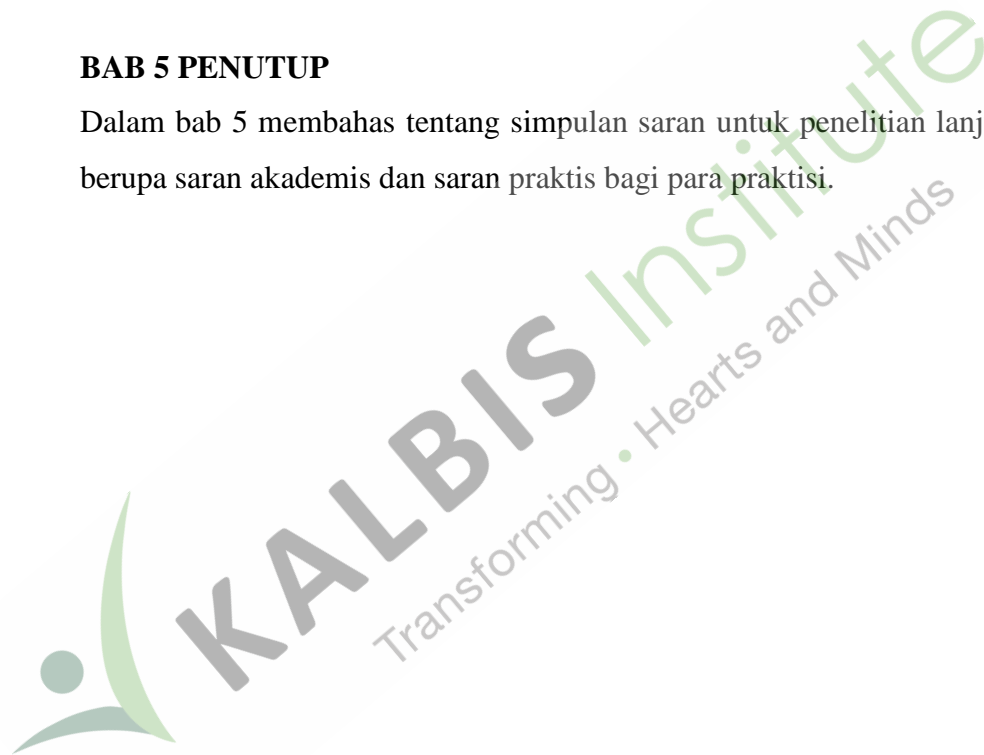 BAB 5 PENUTUP
Dalam bab 5 membahas tentang simpulan saran untuk penelitian lanj
berupa saran akademis dan saran praktis bagi para praktisi.
KALBIS Institute
Transforming • Hearts and Minds